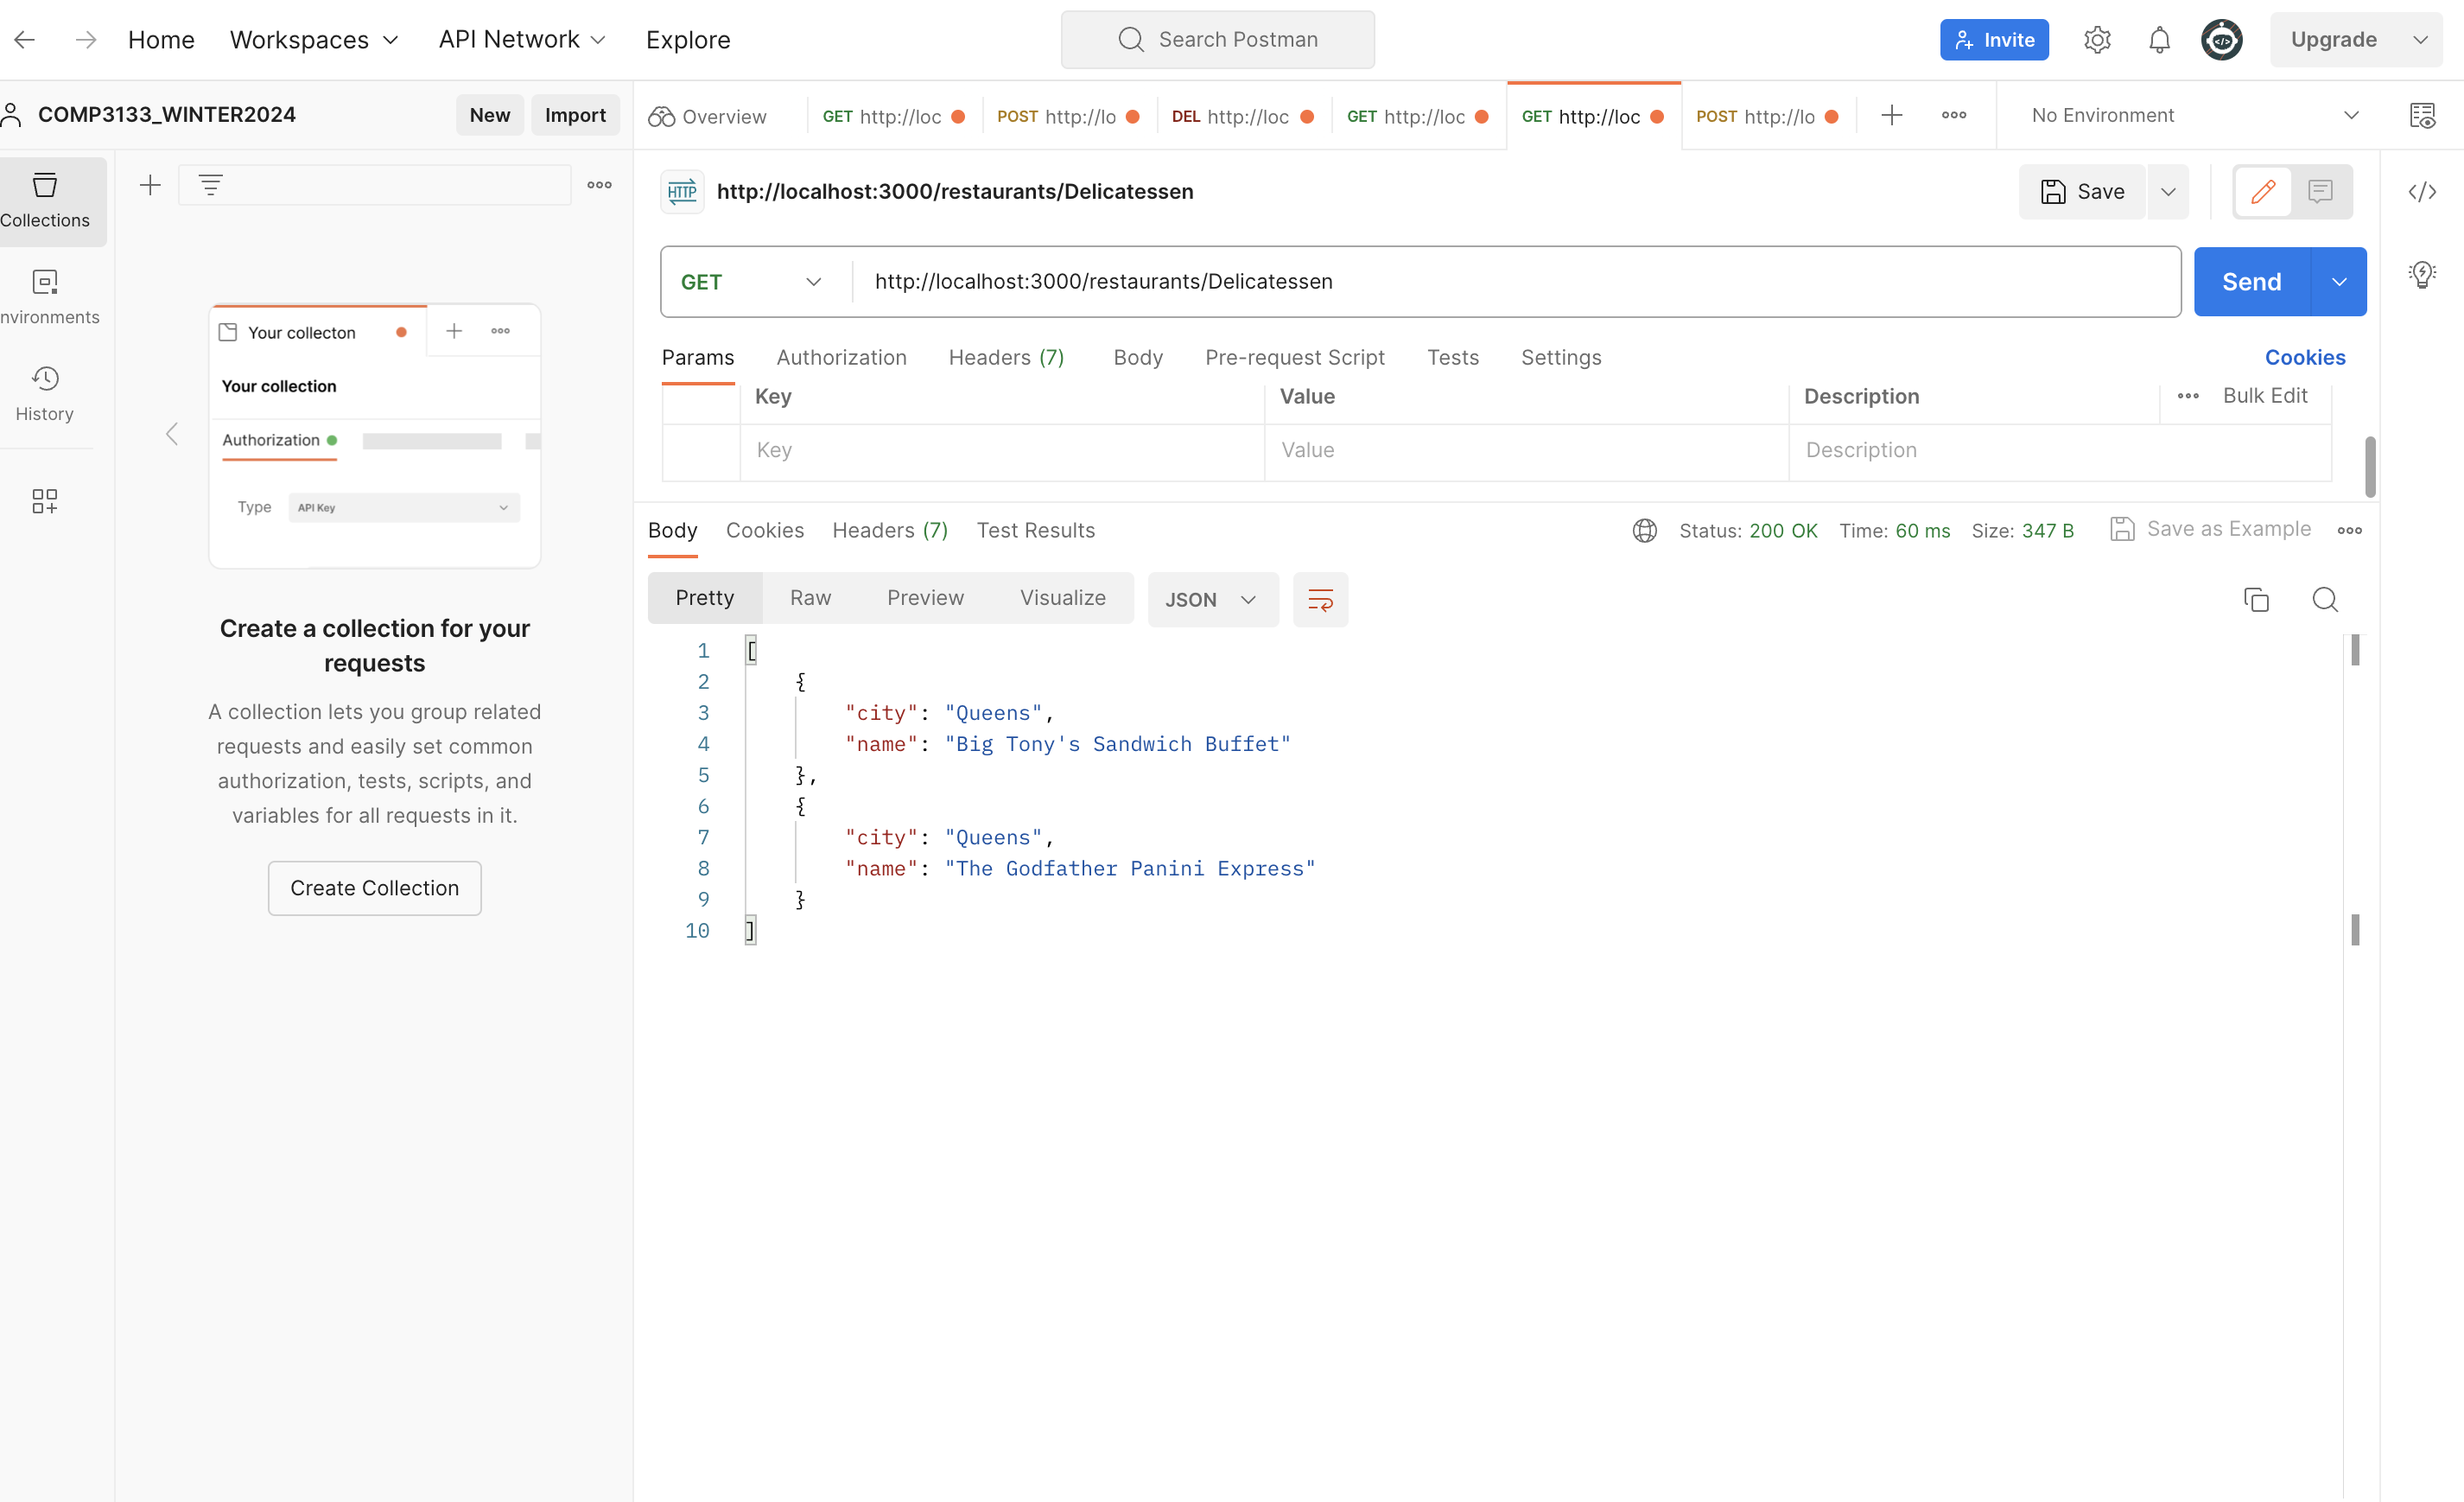 Home Workspaces API Network Explore Search Postman Invite Upgrade
COMP3133_WINTER2024 New Import Overview GET http://loc POST http://lo DEL http://loc GET http://loc GET http://loc POST http://lo No Environment
Collections
nvironments
History
Your collecton
Your collection
Authorization
Type API Key
Create a collection for your
requests
A collection lets you group related
requests and easily set common
authorization, tests, scripts, and
variables for all requests in it.
Create Collection
HTTP http://localhost:3000/restaurants/Delicatessen Save
GET http://localhost:3000/restaurants/Delicatessen Send
Params Authorization Headers (7) Body Pre-request Script Tests Settings Cookies
Key Value Description Bulk Edit
Key Value Description
Body Cookies Headers (7) Test Results Status: 200 OK Time: 60 ms Size: 347 B Save as Example
Pretty Raw Preview Visualize JSON
1 [
2 {
3 "city": "Queens",
4 "name": "Big Tony's Sandwich Buffet"
5 },
6 {
7 "city": "Queens",
8 "name": "The Godfather Panini Express"
9 }
10 ]